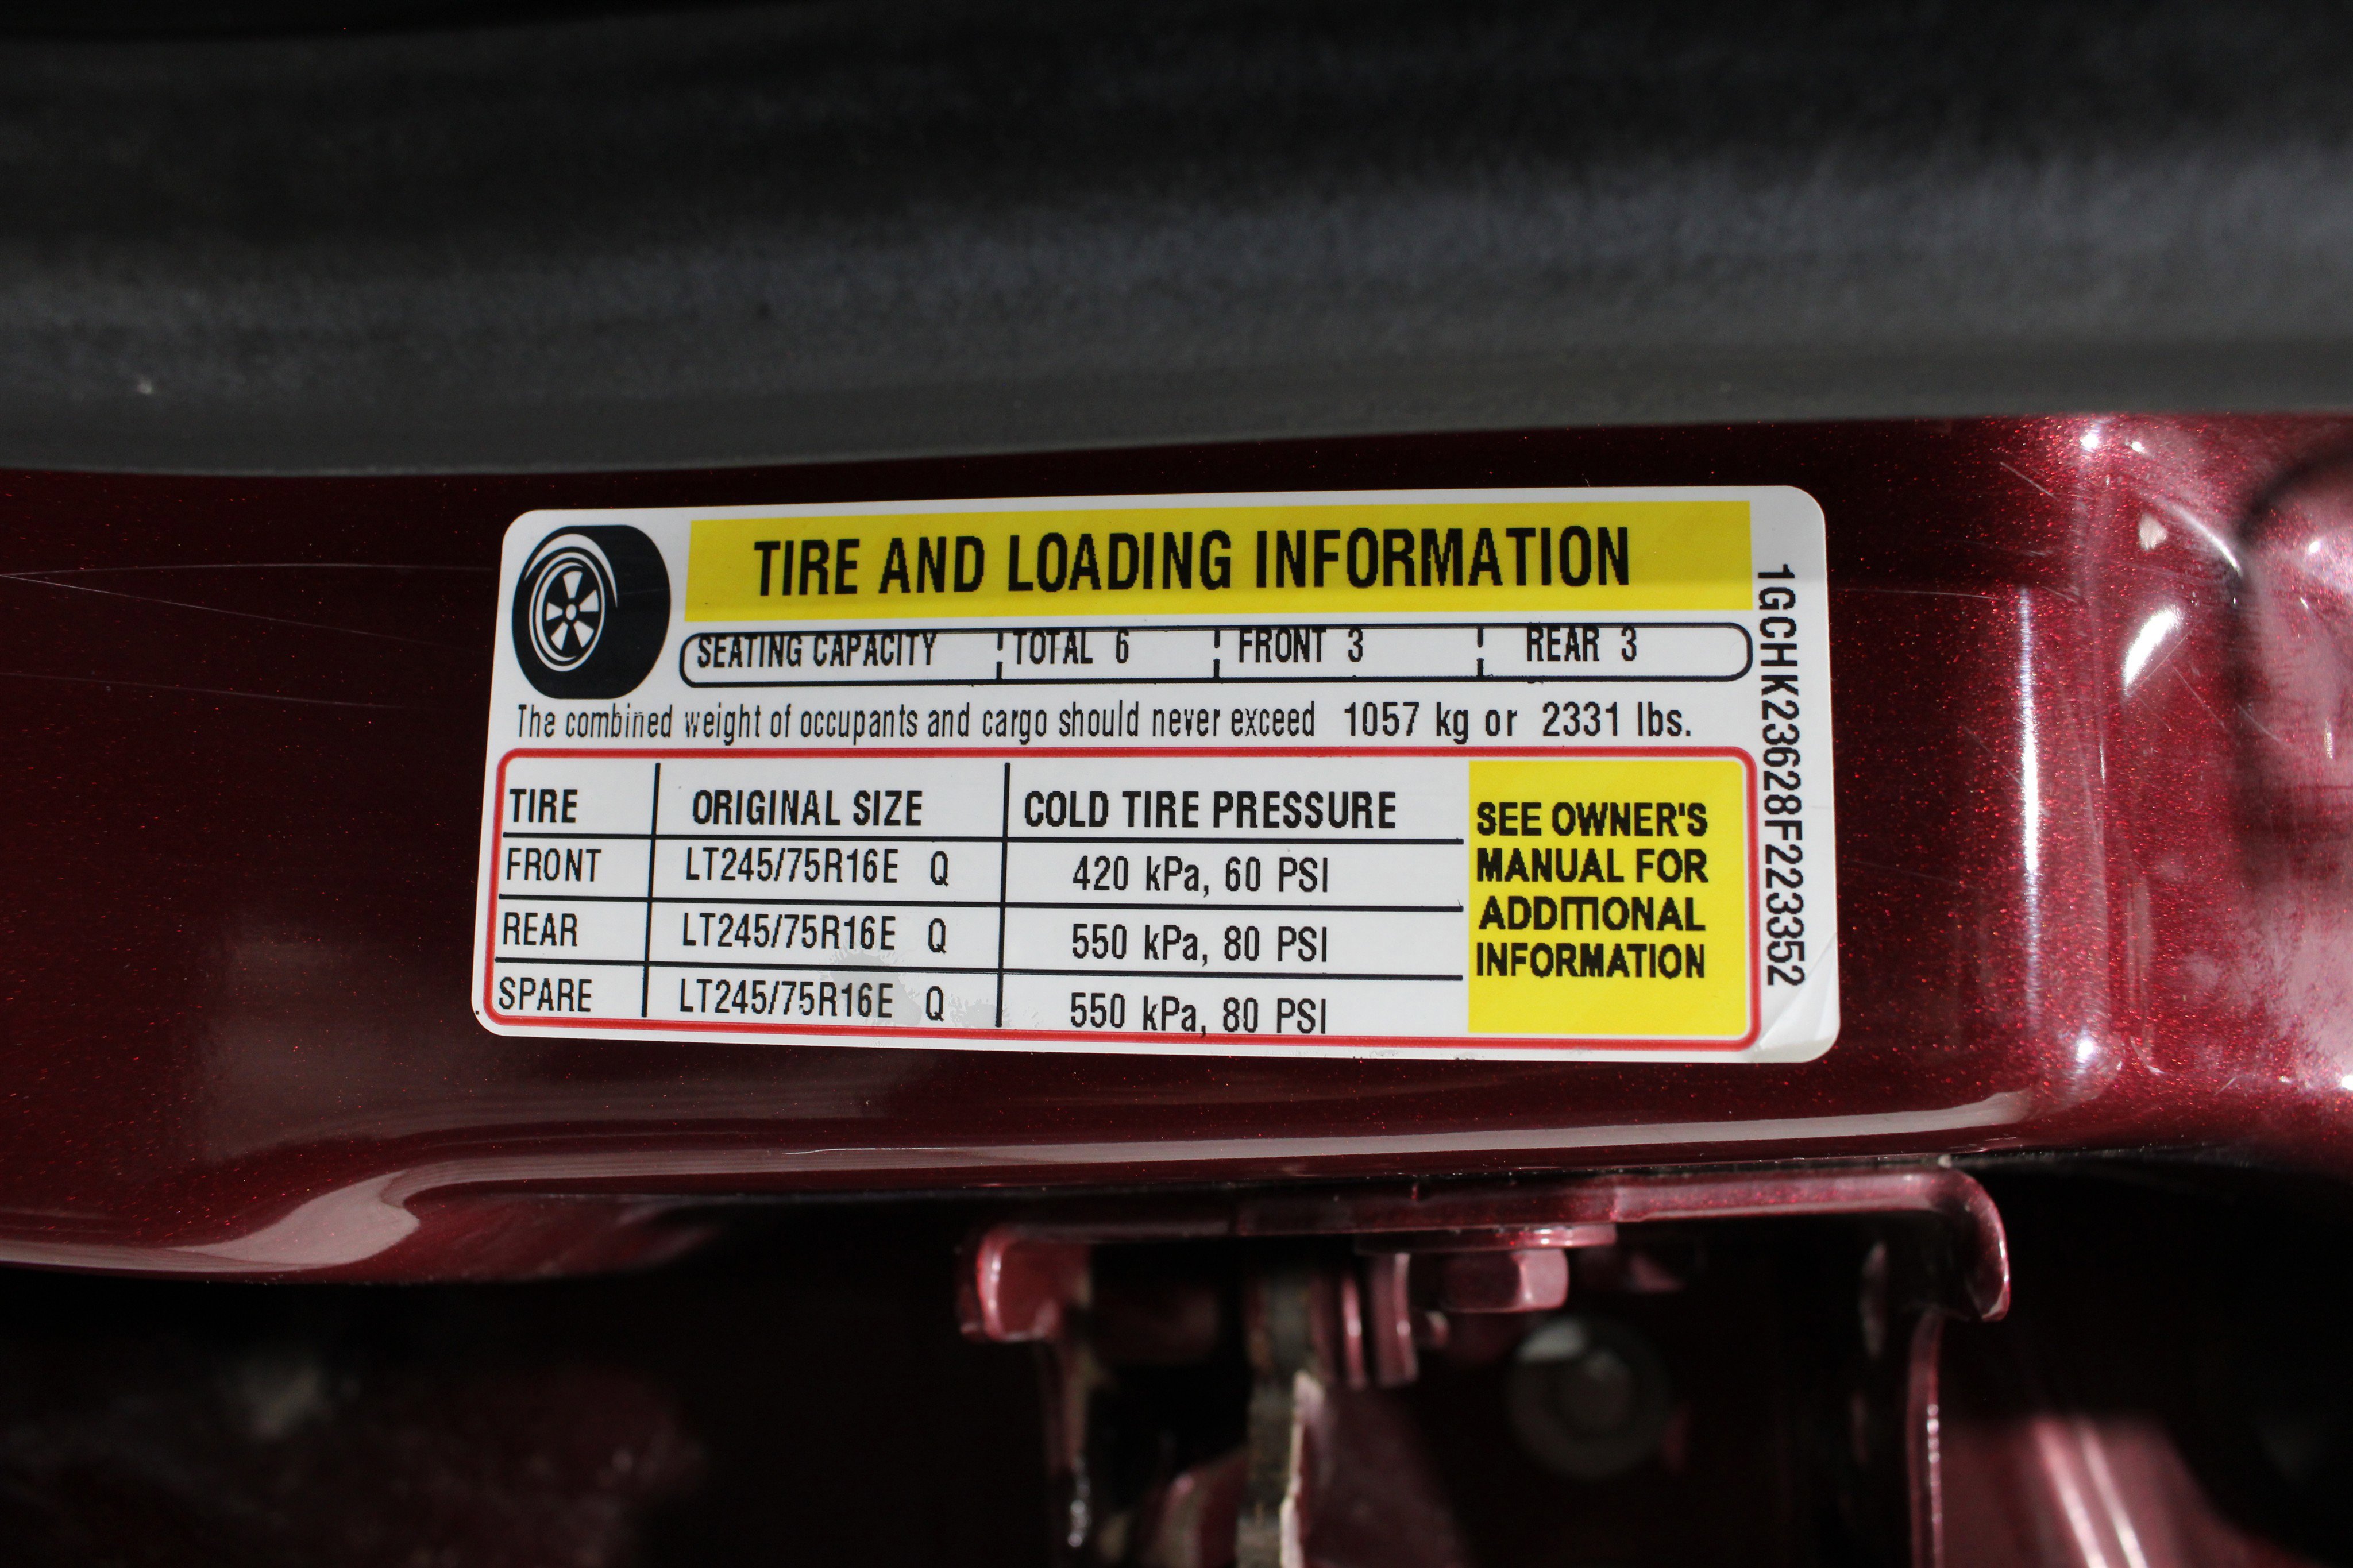 TIRE AND LOADING INFORMATION
SEATING CAPACITY TOTAL 6 FRONT 3 REAR 3
The combined weight of occupants and cargo should never exceed 1057 kg or 2331 lbs.
TIRE ORIGINAL SIZE COLD TIRE PRESSURE
FRONT LT245/75R16E Q 420 kPa, 60 PSI
REAR LT245/75R16E Q 550 kPa, 80 PSI
SPARE LT245/75R16E Q 550 kPa, 80 PSI
SEE OWNER'S
MANUAL FOR
ADDITIONAL
INFORMATION
1GCHK23628F223352